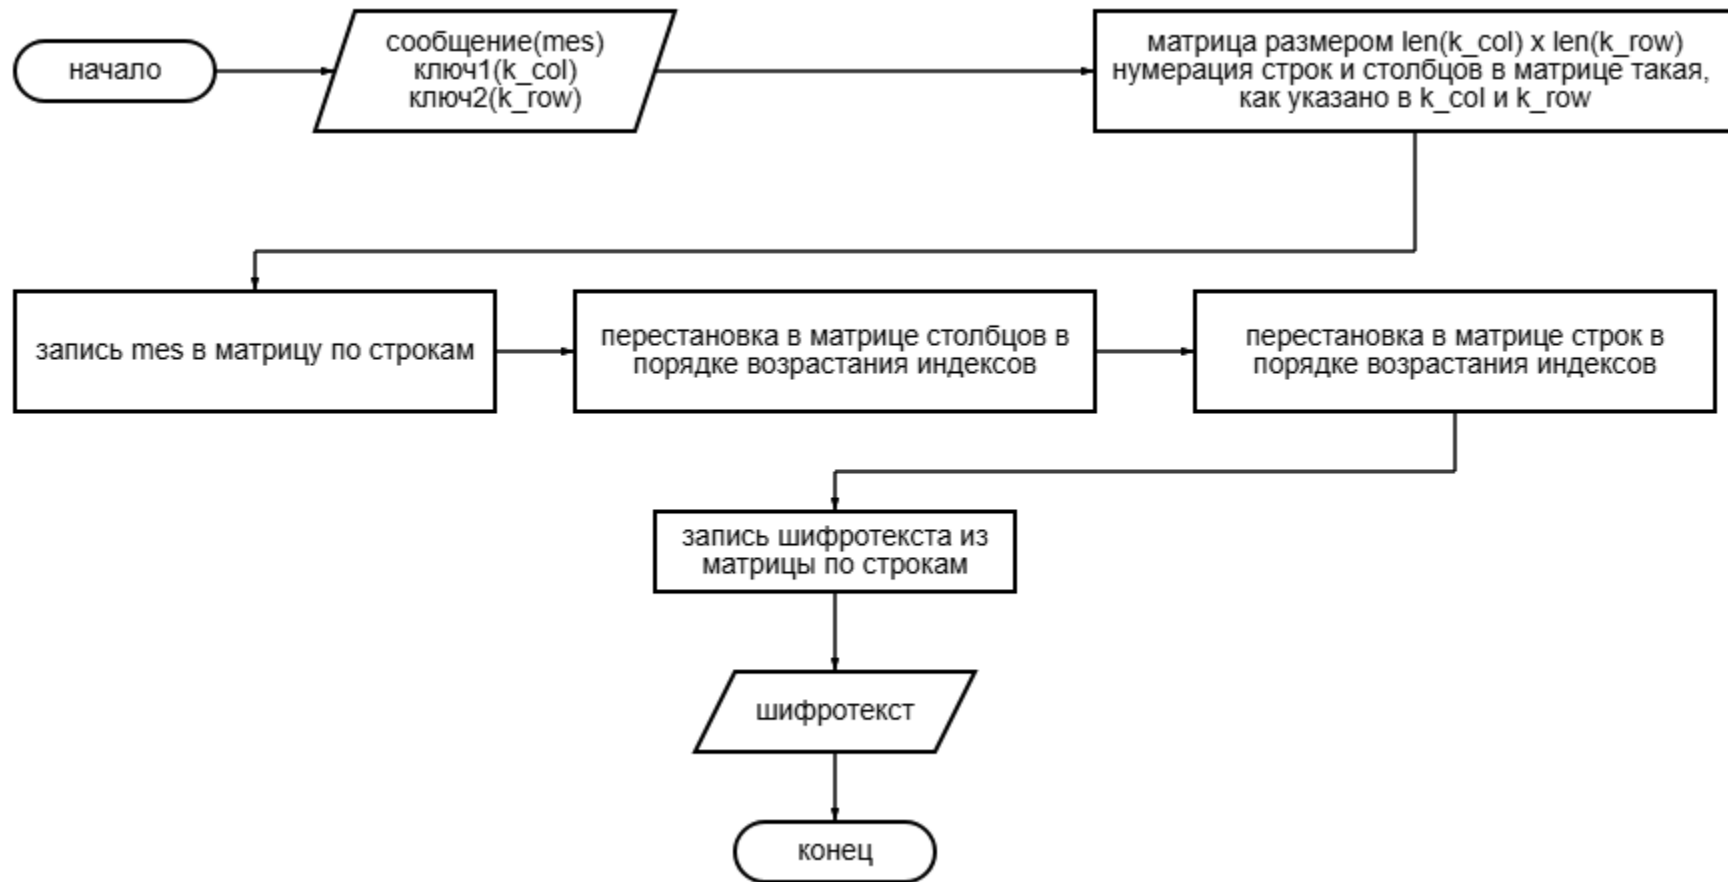 начало
сообщение(mes)
ключ1(k_col)
ключ2(k_row)
матрица размером len(k_col) x len(k_row)
нумерация строк и столбцов в матрице такая,
как указано в k_col и k_row
запись mes в матрицу по строкам
перестановка в матрице столбцов в
порядке возрастания индексов
перестановка в матрице строк в
порядке возрастания индексов
запись шифротекста из
матрицы по строкам
шифротекст
конец